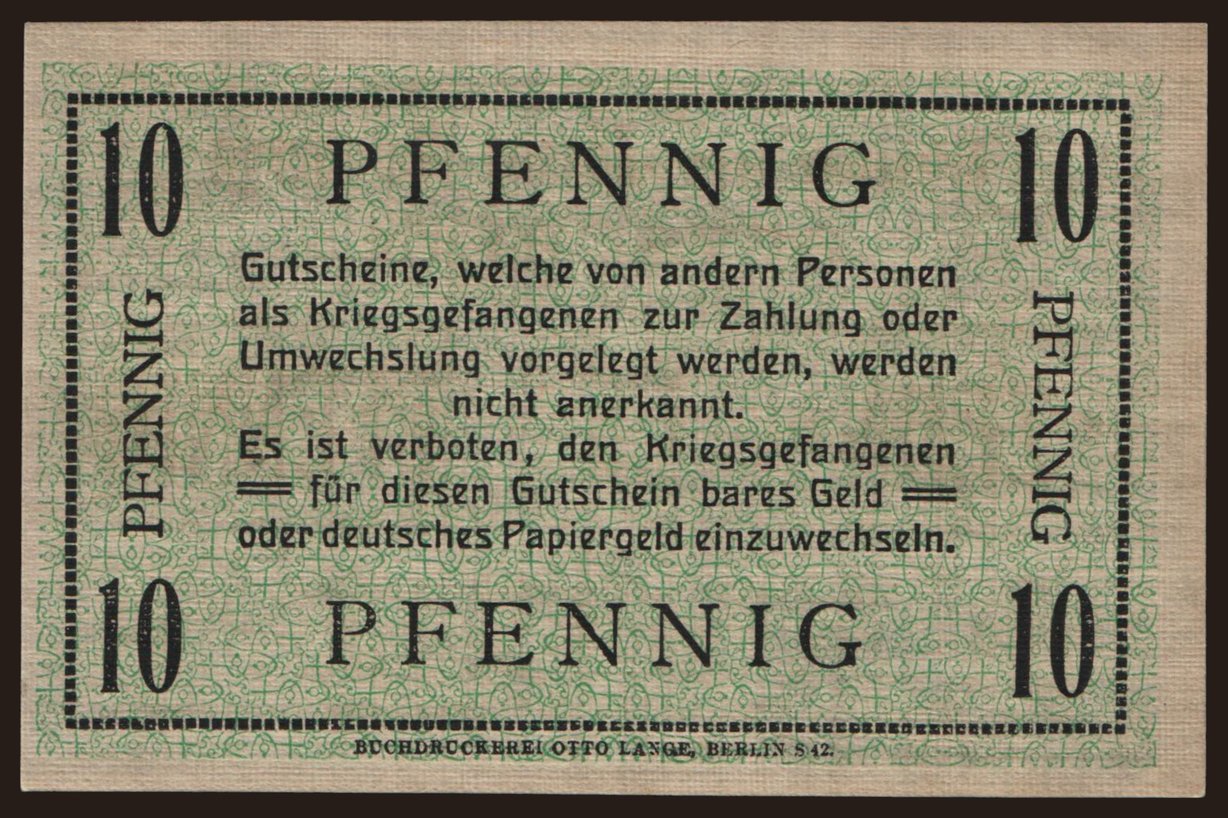 10 PFENNIG 10
Gutscheine, welche von andern Personen
als Kriegsgefangenen zur Zahlung oder
Umwechslung vorgelegt werden, werden
nicht anerkannt.
Es ist verboten, den Kriegsgefangenen
für diesen Gutschein bares Geld
oder deutsches Papiergeld einzuwechseln.
PFENNIG
PFENNIG
10 PFENNIG 10
BUCHDRUCKEREI OTTO LANGE, BERLIN S 42.